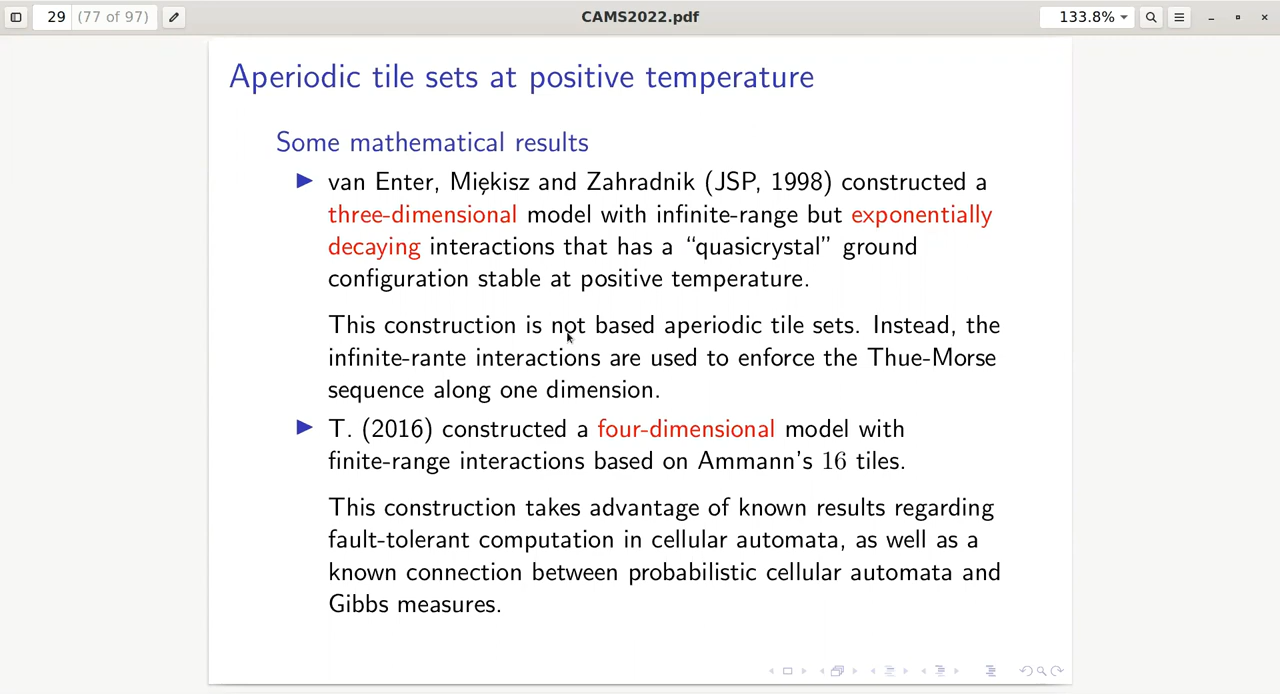 29 (77 of 97) CAMS2022.pdf 133.8%
Aperiodic tile sets at positive temperature
Some mathematical results
van Enter, Miękisz and Zahradnik (JSP, 1998) constructed a
three-dimensional model with infinite-range but exponentially
decaying interactions that has a “quasicrystal” ground
configuration stable at positive temperature.
This construction is not based aperiodic tile sets. Instead, the
infinite-rante interactions are used to enforce the Thue-Morse
sequence along one dimension.
T. (2016) constructed a four-dimensional model with
finite-range interactions based on Ammann's 16 tiles.
This construction takes advantage of known results regarding
fault-tolerant computation in cellular automata, as well as a
known connection between probabilistic cellular automata and
Gibbs measures.